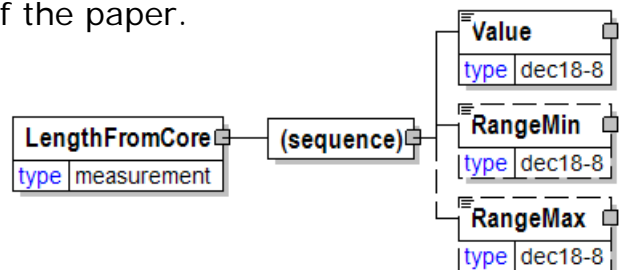 f the paper.
Value
type dec18-8
LengthFromCore
type measurement
(sequence)
RangeMin
type dec18-8
RangeMax
type dec18-8